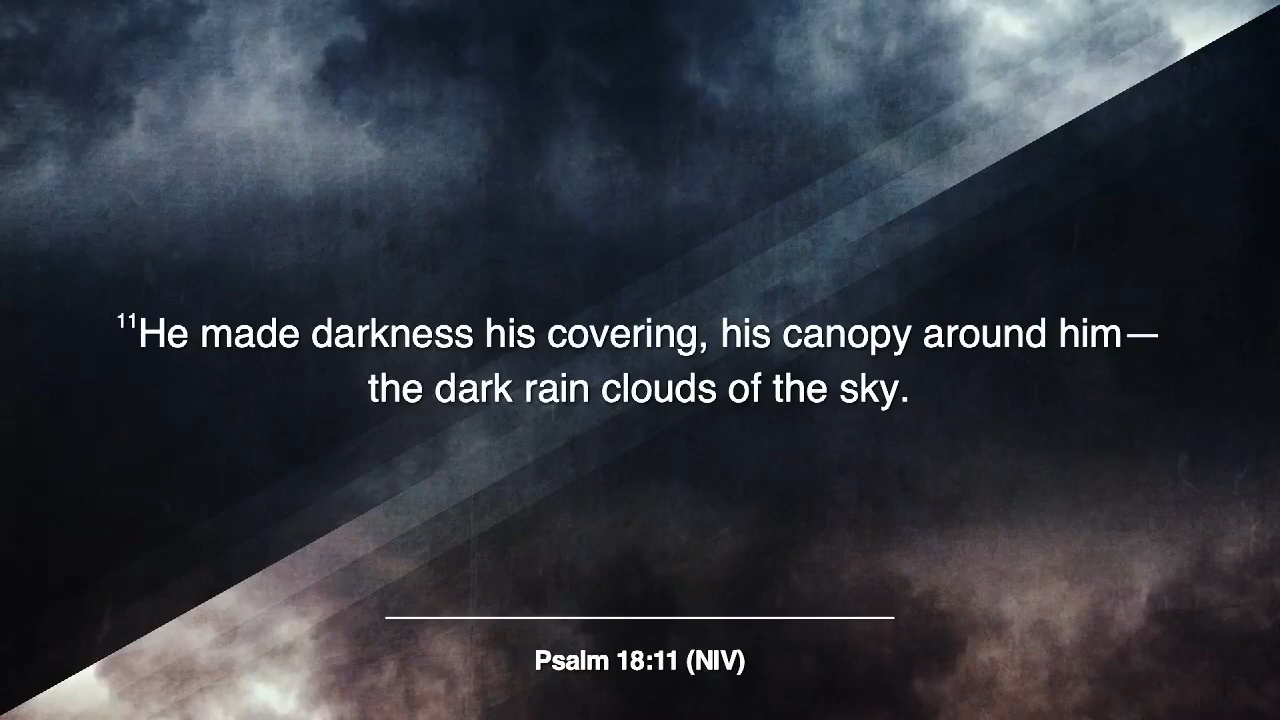 ¹¹He made darkness his covering, his canopy around him—
the dark rain clouds of the sky.
Psalm 18:11 (NIV)